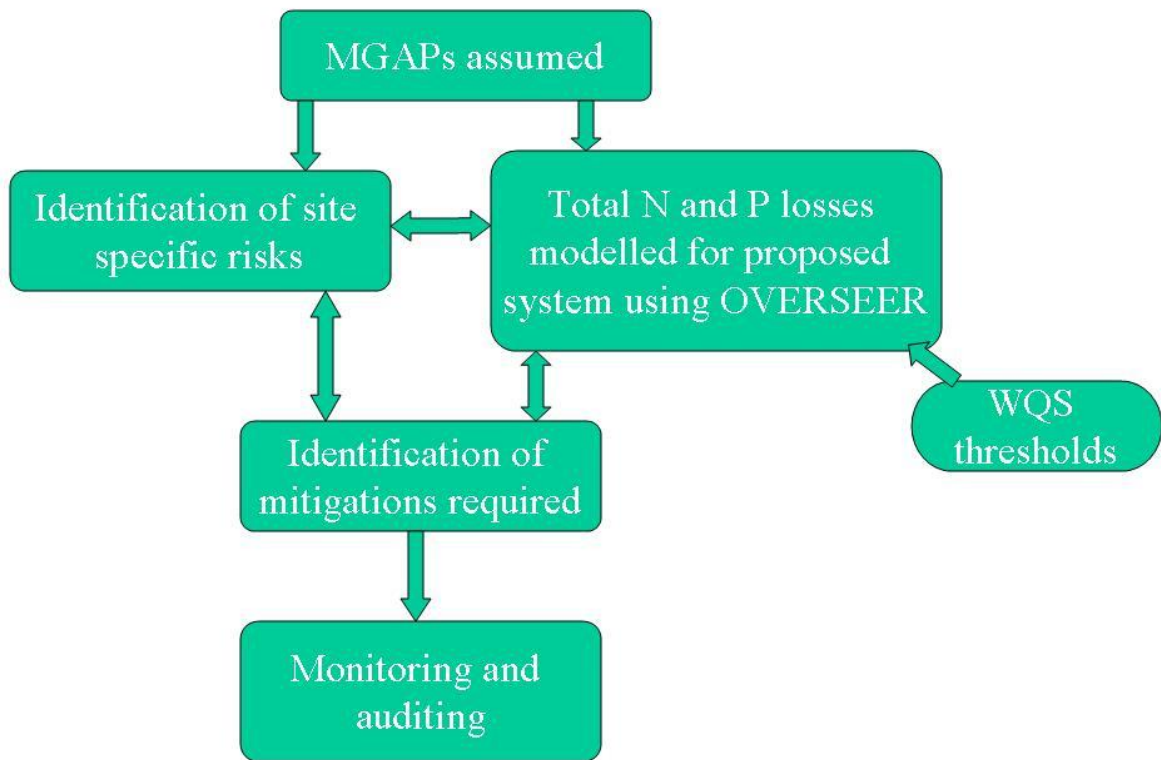 MGAPs assumed
Identification of site
specific risks
Total N and P losses
modelled for proposed
system using OVERSEER
WQS
thresholds
Identification of
mitigations required
Monitoring and
auditing